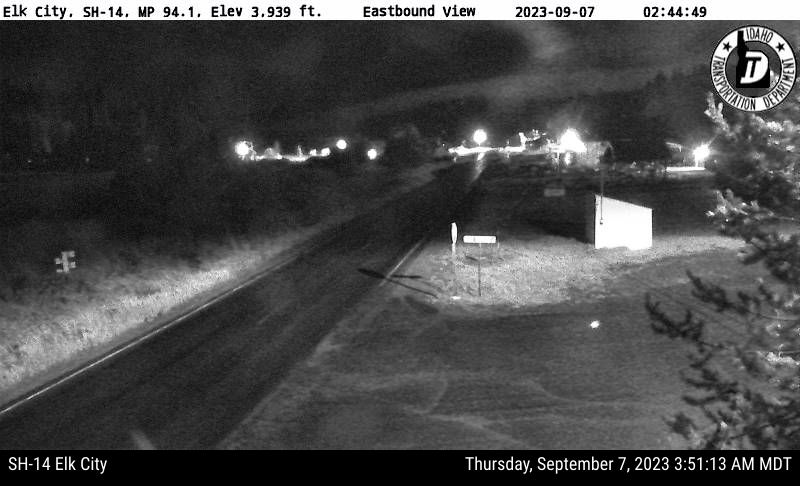 Elk City, SH-14, MP 94.1, Elev 3,939 ft. Eastbound View 2023-09-07 02:44:49
IDAHO
TRANSPORTATION DEPARTMENT
SH-14 Elk City Thursday, September 7, 2023 3:51:13 AM MDT